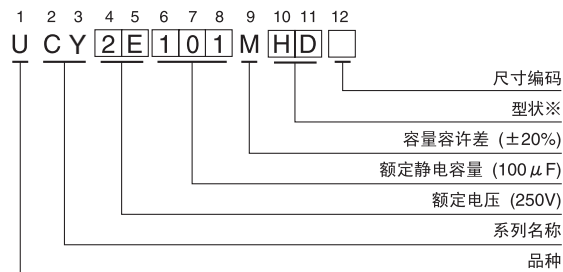 1 2 3 4 5 6 7 8 9 10 11 12
U C Y 2 E 1 0 1 M H D
尺寸编码
型状※
容量容许差 (±20%)
额定静电容量 (100μF)
额定电压 (250V)
系列名称
品种